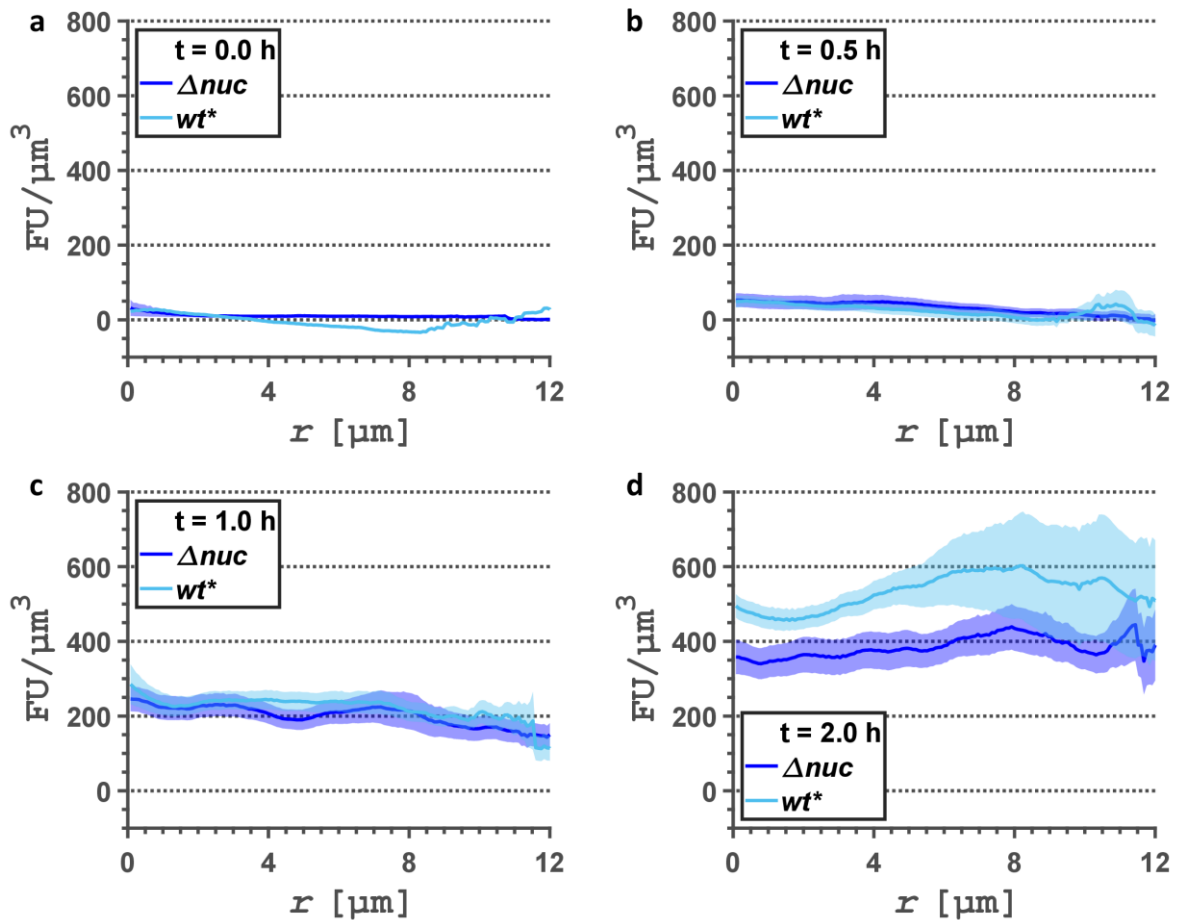 a
t = 0.0 h
Δnuc
wt*
800
600
400
200
0
FU/μm³
0 4 8 12
r [μm]
b
t = 0.5 h
Δnuc
wt*
800
600
400
200
0
FU/μm³
0 4 8 12
r [μm]
c
t = 1.0 h
Δnuc
wt*
800
600
400
200
0
FU/μm³
0 4 8 12
r [μm]
d
800
600
400
200
0
FU/μm³
t = 2.0 h
Δnuc
wt*
0 4 8 12
r [μm]